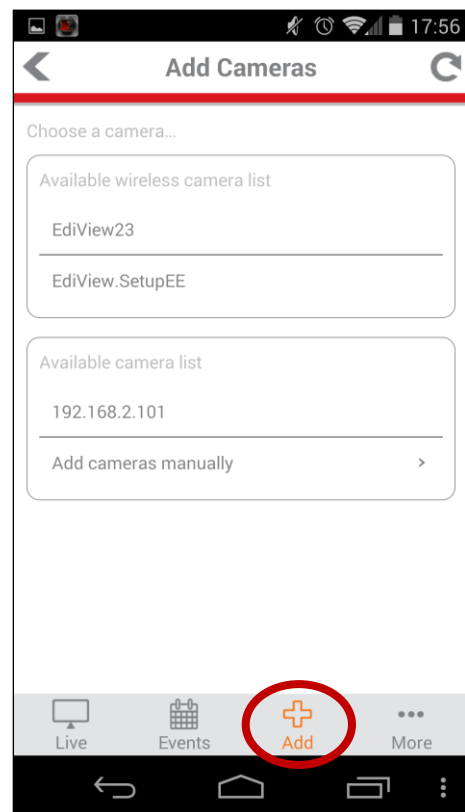 17:56
Add Cameras
Choose a camera...
Available wireless camera list
EdiView23
EdiView.SetupEE
Available camera list
192.168.2.101
Add cameras manually
Live Events Add More